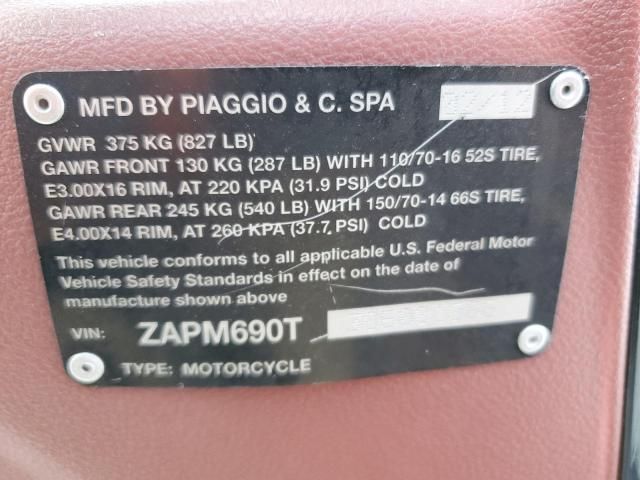 MFD BY PIAGGIO & C. SPA 02/12
GVWR 375 KG (827 LB)
GAWR FRONT 130 KG (287 LB) WITH 110/70-16 52S TIRE,
E3.00X16 RIM, AT 220 KPA (31.9 PSI) COLD
GAWR REAR 245 KG (540 LB) WITH 150/70-14 66S TIRE,
E4.00X14 RIM, AT 260 KPA (37.7 PSI) COLD
This vehicle conforms to all applicable U.S. Federal Motor
Vehicle Safety Standards in effect on the date of
manufacture shown above
VIN: ZAPM690T
TYPE: MOTORCYCLE